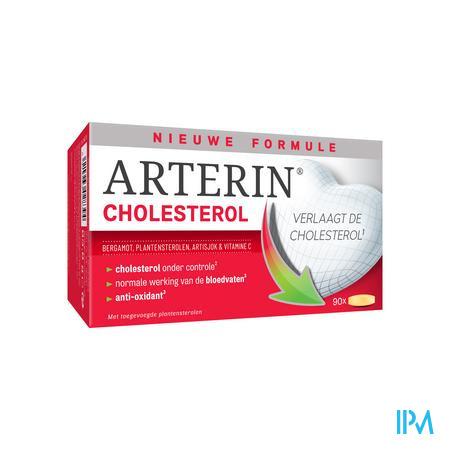 NIEUWE FORMULE
ARTERIN®
CHOLESTEROL
BERGAMOT, PLANTENSTEROLEN, ARTISJOK & VITAMINE C
cholesterol onder controle¹
normale werking van de bloedvaten²
anti-oxidant³
Met toegevoegde plantensterolen
VERLAAGT DE
CHOLESTEROL¹
90x
IPM